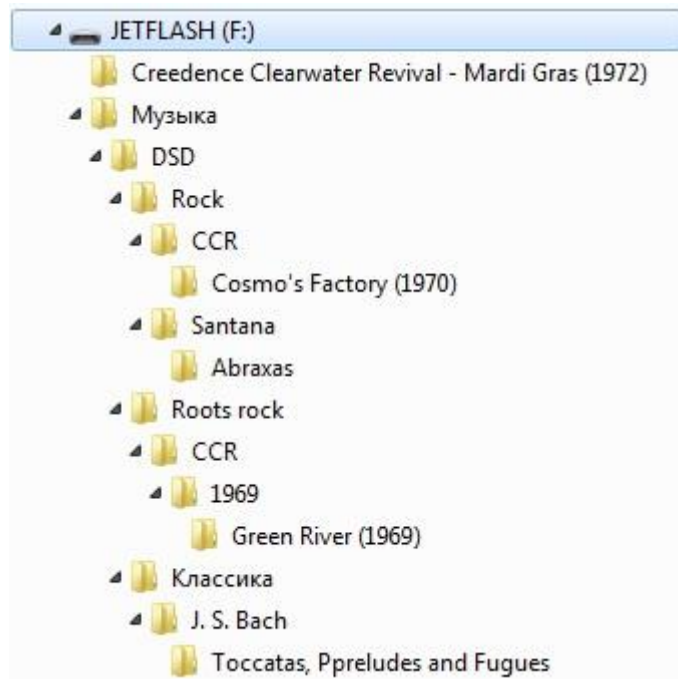 JETFLASH (F:)
Creedence Clearwater Revival - Mardi Gras (1972)
Музыка
DSD
Rock
CCR
Cosmo's Factory (1970)
Santana
Abraxas
Roots rock
CCR
1969
Green River (1969)
Классика
J. S. Bach
Toccatas, Ppreludes and Fugues